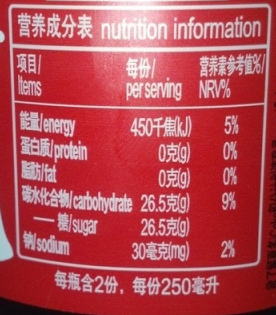 营养成分表 nutrition information
项目/ 每份/ 营养素参考值%/
Items per serving NRV%
能量/energy 450千焦(kJ) 5%
蛋白质/protein 0克(g) 0%
脂肪/fat 0克(g) 0%
碳水化合物/carbohydrate 26.5克(g) 9%
—— 糖/sugar 26.5克(g)
钠/sodium 30毫克(mg) 2%
每瓶含2份，每份250毫升